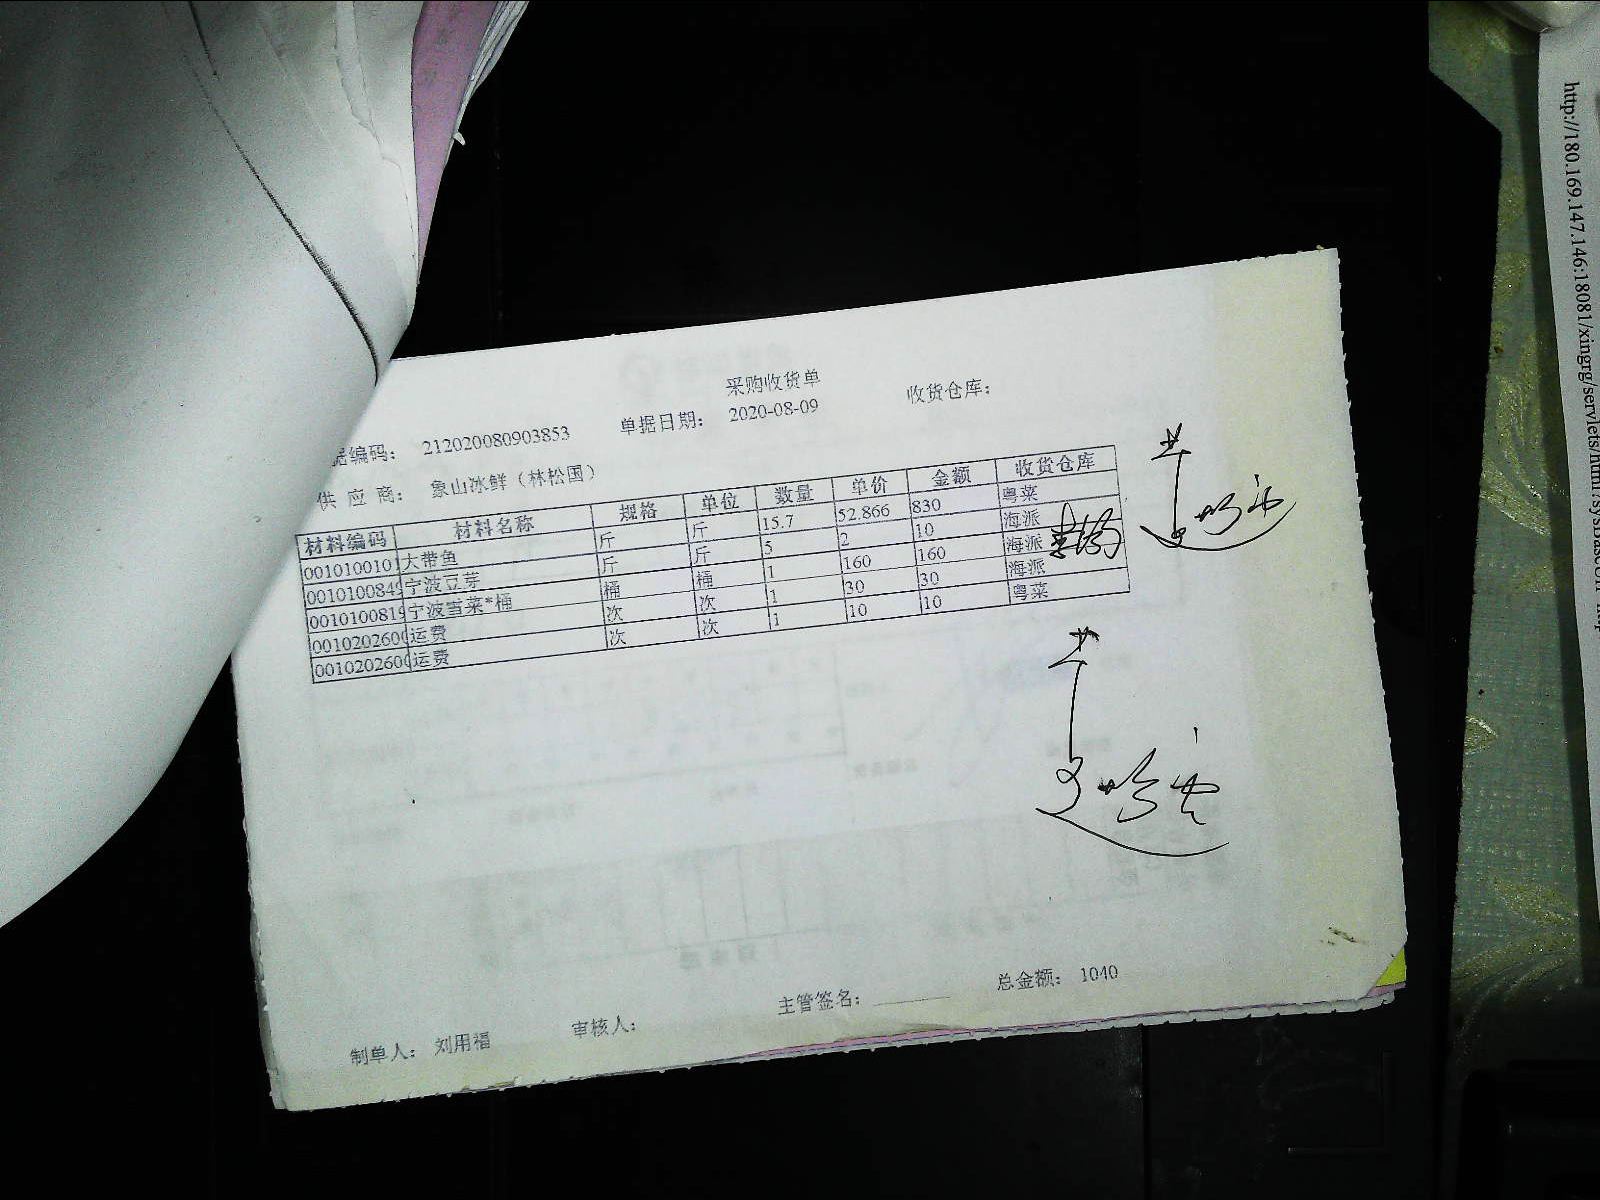 采购收货单
据编码： 212020080903853 单据日期： 2020-08-09 收货仓库：
供应商： 象山冰鲜（林松国）
材料编码 材料名称 规格 单位 数量 单价 金额 收货仓库
001010010 大带鱼 斤 斤 15.7 52.866 830 粤菜
0010100849 宁波豆芽 斤 斤 5 2 10 海派
0010100819 宁波雪菜*桶 桶 桶 1 160 160 海派
001020260 运费 次 次 1 30 30 海派
001020260 运费 次 次 1 10 10 粤菜
制单人： 刘用福 审核人： 主管签名： 总金额： 1040
http://180.169.147.146:18081/xingrg/servlets/html?sysBaseCon